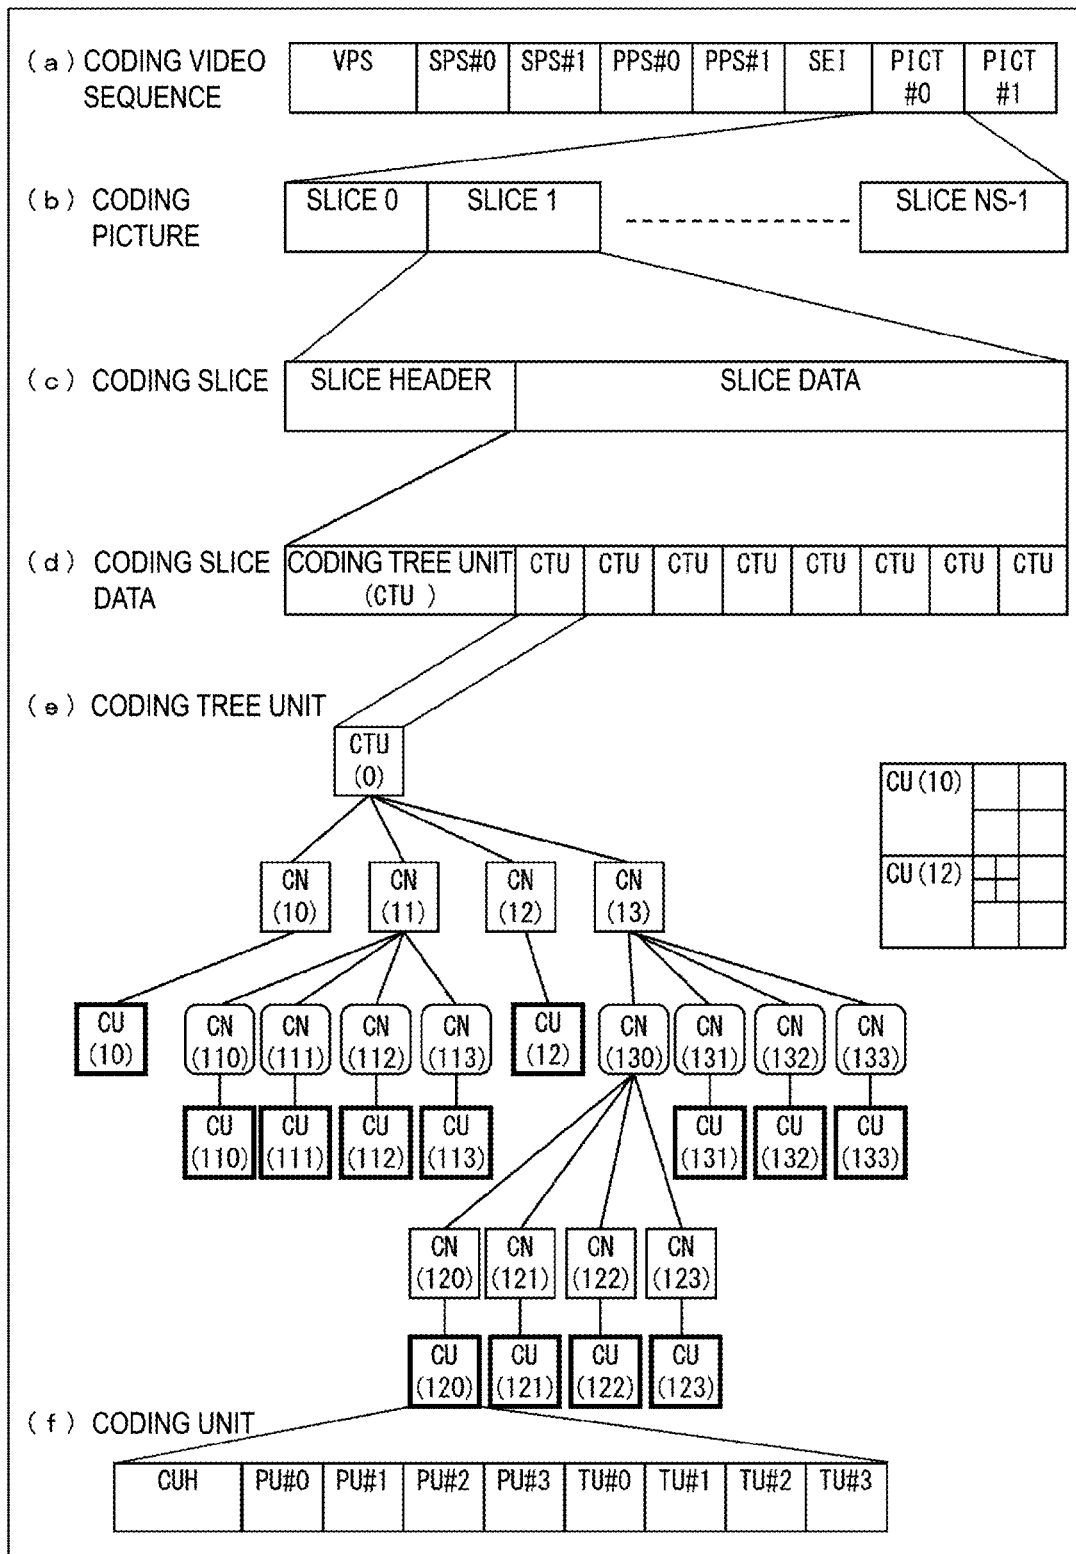 (a) CODING VIDEO SEQUENCE
VPS SPS#0 SPS#1 PPS#0 PPS#1 SEI PICT #0 PICT #1
(b) CODING PICTURE
SLICE 0 SLICE 1 SLICE NS-1
(c) CODING SLICE
SLICE HEADER SLICE DATA
(d) CODING SLICE DATA
CODING TREE UNIT (CTU ) CTU CTU CTU CTU CTU CTU CTU CTU
(e) CODING TREE UNIT
CTU (0)
CU(10)
CU(12)
CN (10) CN (11) CN (12) CN (13)
CU (10) CN (110) CN (111) CN (112) CN (113) CU (12) CN (130) CN (131) CN (132) CN (133)
CU (110) CU (111) CU (112) CU (113) CU (131) CU (132) CU (133)
CN (120) CN (121) CN (122) CN (123)
CU (120) CU (121) CU (122) CU (123)
(f) CODING UNIT
CUH PU#0 PU#1 PU#2 PU#3 TU#0 TU#1 TU#2 TU#3